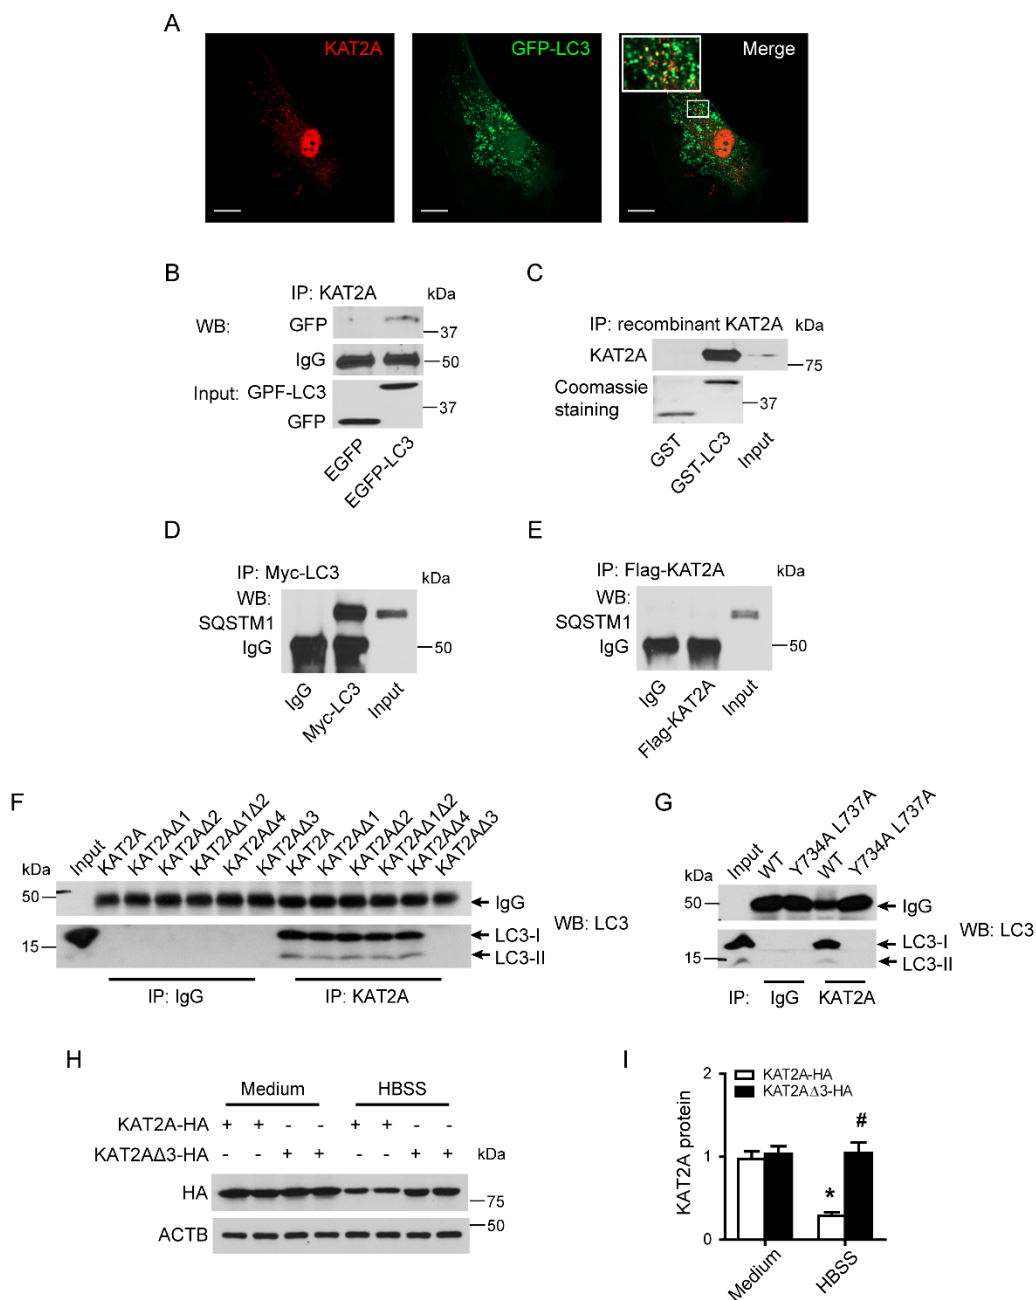 A
KAT2A
GFP-LC3
Merge
B
IP: KAT2A
kDa
WB:
GFP
37
IgG
50
Input: GPF-LC3
37
GFP
EGFP
EGFP-LC3
C
IP: recombinant KAT2A
kDa
KAT2A
75
Coomassie
staining
37
GST
GST-LC3
Input
D
IP: Myc-LC3
kDa
WB:
SQSTM1
IgG
50
IgG
Myc-LC3
Input
E
IP: Flag-KAT2A
kDa
WB:
SQSTM1
IgG
50
IgG
Flag-KAT2A
Input
F
Input
KAT2A
KAT2AΔ1
KAT2AΔ2
KAT2AΔ1Δ2
KAT2AΔ4
KAT2AΔ3
KAT2A
KAT2AΔ1
KAT2AΔ2
KAT2AΔ1Δ2
KAT2AΔ4
KAT2AΔ3
kDa
50
IgG
WB: LC3
15
LC3-I
LC3-II
IP: IgG
IP: KAT2A
G
Input
WT
Y734A L737A
WT
Y734A L737A
kDa
50
IgG
WB: LC3
LC3-I
15
LC3-II
IP:
IgG
KAT2A
H
Medium
HBSS
KAT2A-HA + + - - + + - -
KAT2AΔ3-HA - - + + - - + + kDa
HA
75
50
ACTB
I
KAT2A-HA
KAT2AΔ3-HA
2
1
0
KAT2A protein
*
#
Medium
HBSS